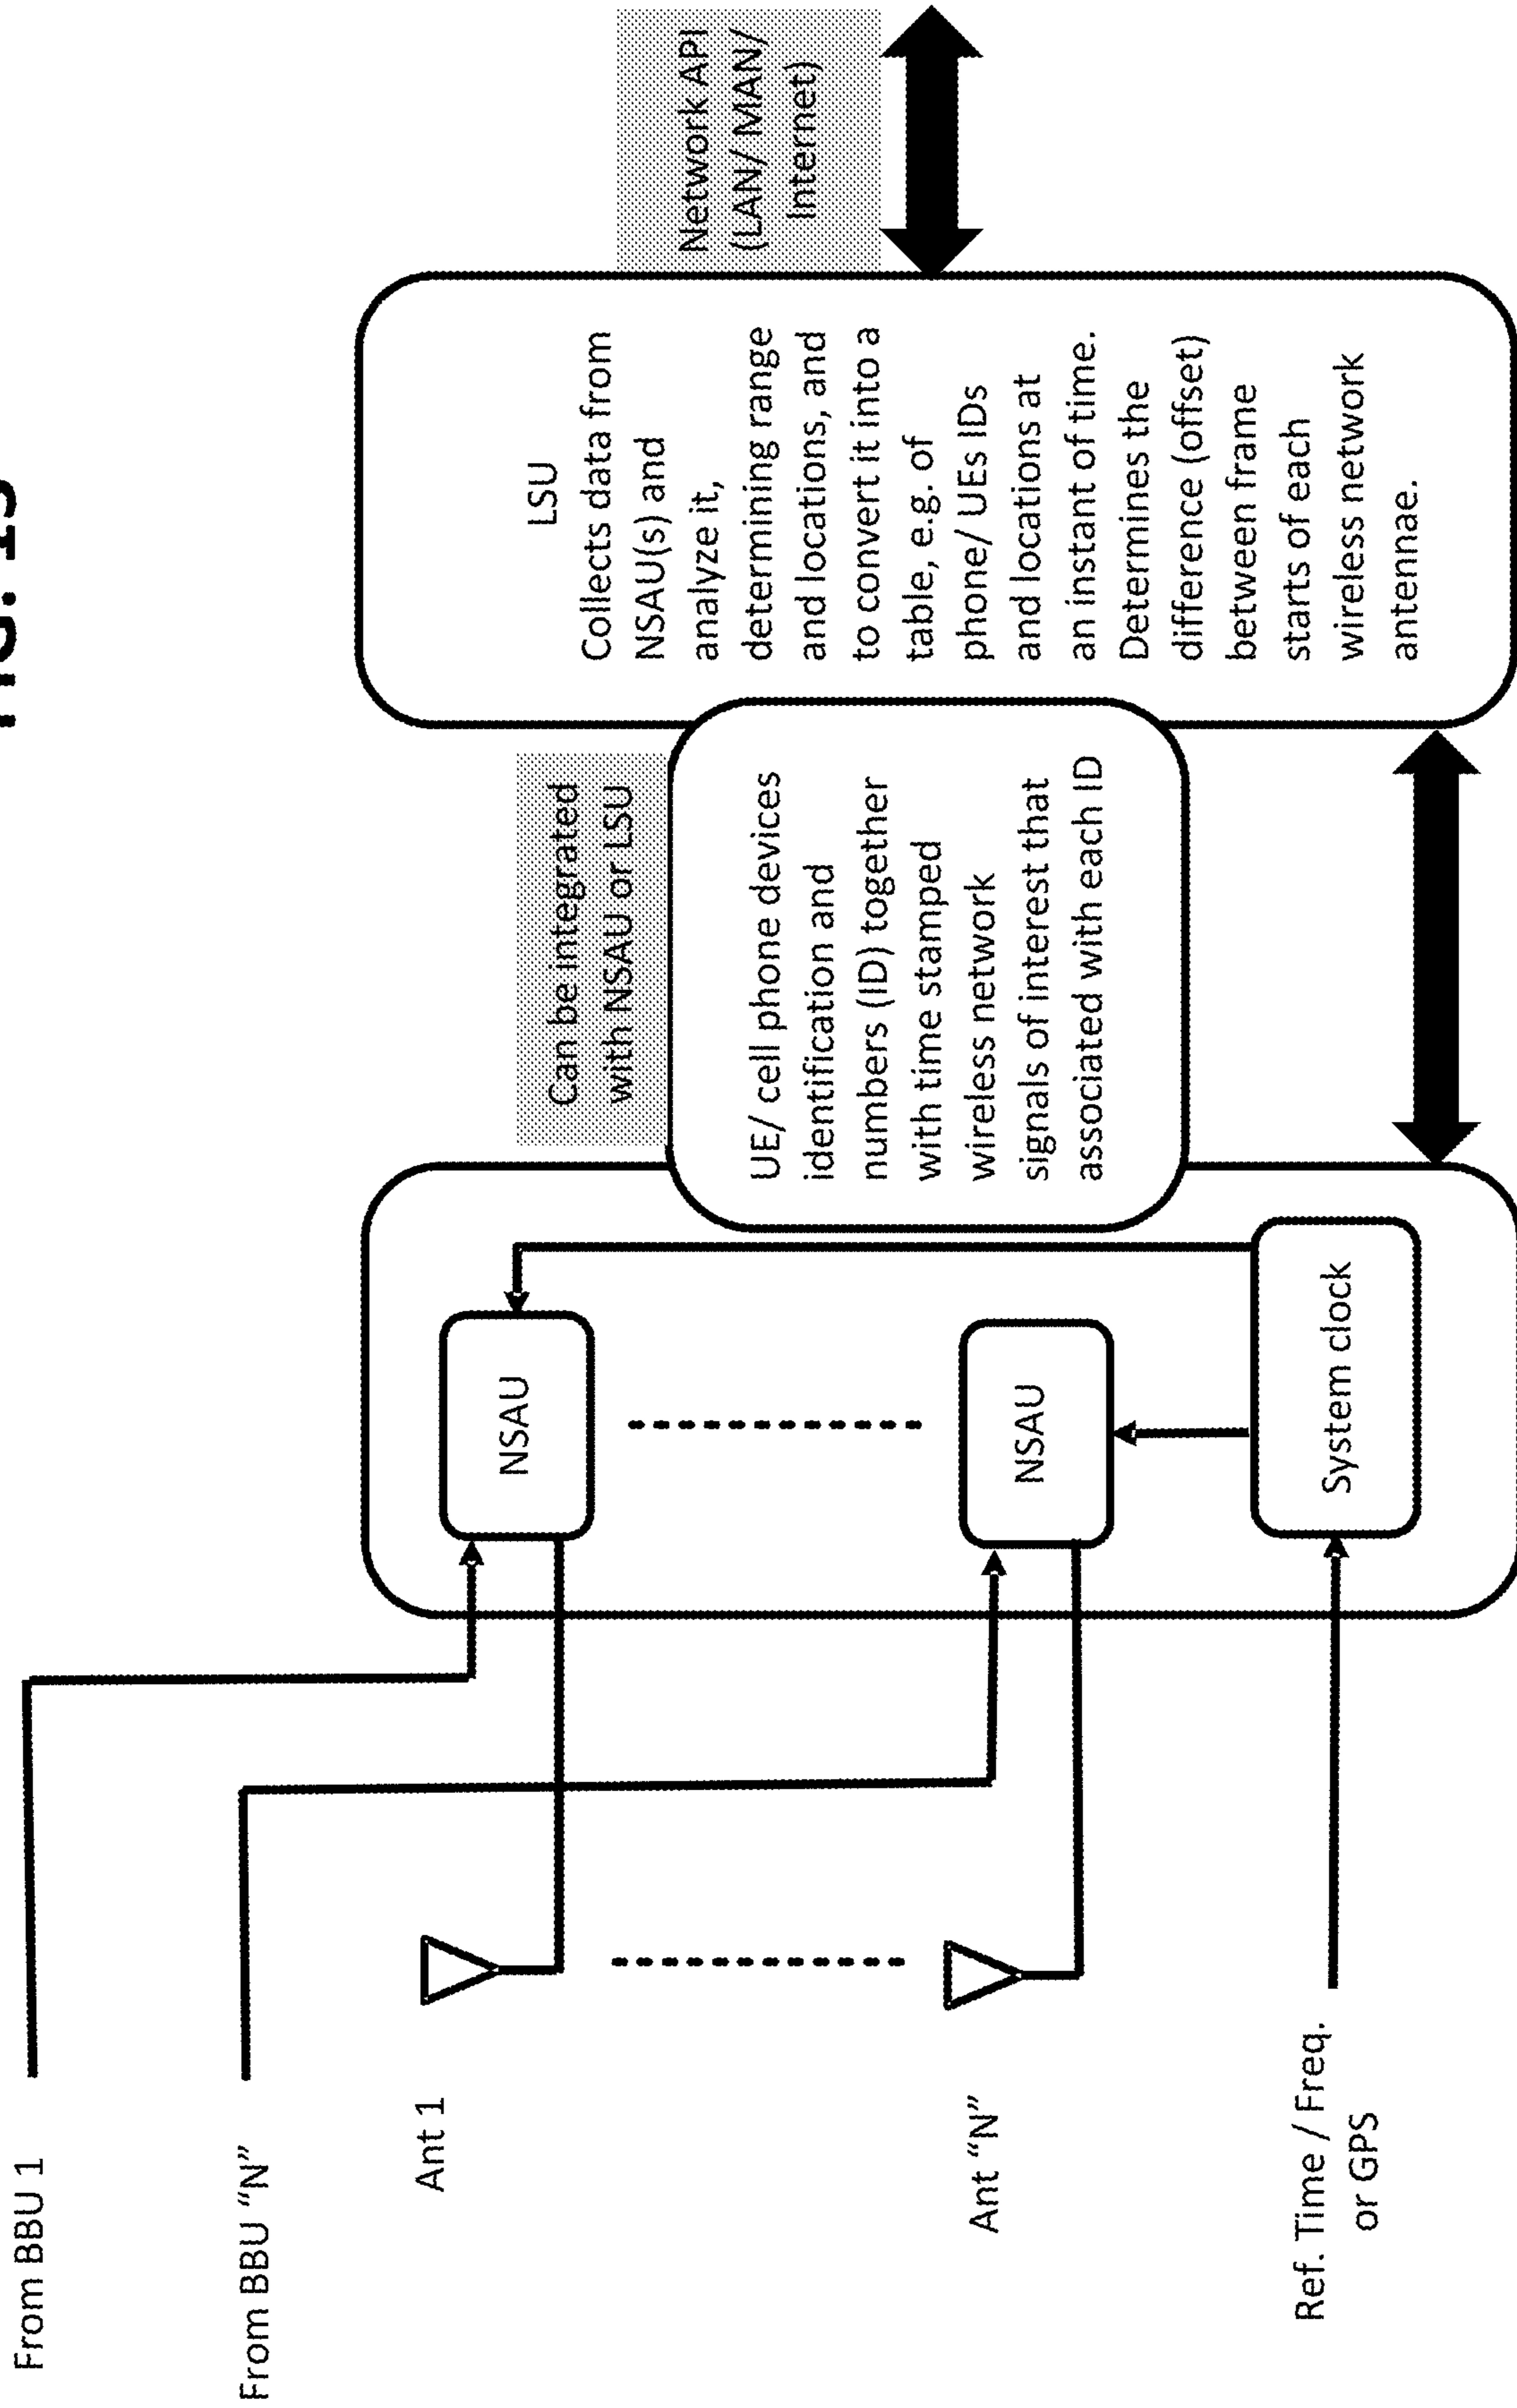 FIG.
From BBU 1
From BBU “N”
Ant 1
Ant “N”
Ref. Time / Freq.
or GPS
NSAU
NSAU
System clock
Can be integrated
with NSAU or LSU
UE/ cell phone devices
identification and
numbers (ID) together
with time stamped
wireless network
signals of interest that
associated with each ID
LSU
Collects data from
NSAU(s) and
analyze it,
determining range
and locations, and
to convert it into a
table, e.g. of
phone/ UEs IDs
and locations at
an instant of time.
Determines the
difference (offset)
between frame
starts of each
wireless network
antennae.
Network API
(LAN/ MAN/
Internet)